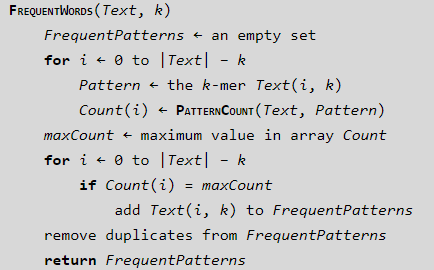 FREQUENTWORDS(Text, k)
FrequentPatterns ← an empty set
for i ← 0 to |Text| − k
Pattern ← the k-mer Text(i, k)
Count(i) ← PATTERNCOUNT(Text, Pattern)
maxCount ← maximum value in array Count
for i ← 0 to |Text| − k
if Count(i) = maxCount
add Text(i, k) to FrequentPatterns
remove duplicates from FrequentPatterns
return FrequentPatterns